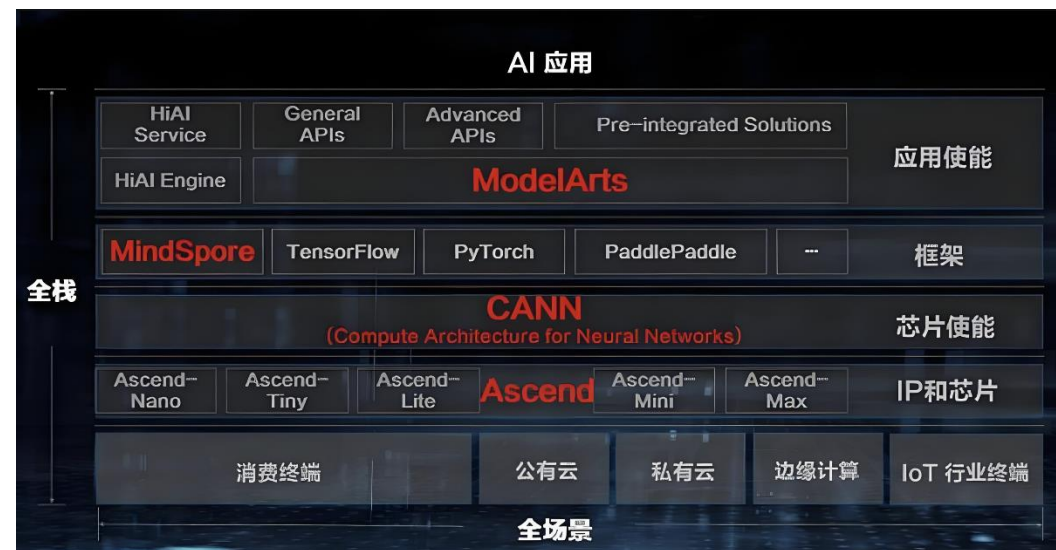 AI 应用
HiAI
Service
General
APIs
Advanced
APIs
Pre-integrated Solutions
应用使能
HiAI Engine
ModelArts
MindSpore
TensorFlow
PyTorch
PaddlePaddle
...
框架
全栈
CANN
(Compute Architecture for Neural Networks)
芯片使能
Ascend-
Nano
Ascend-
Tiny
Ascend-
Lite
Ascend
Ascend-
Mini
Ascend-
Max
IP和芯片
消费终端
公有云
私有云
边缘计算
IoT 行业终端
全场景